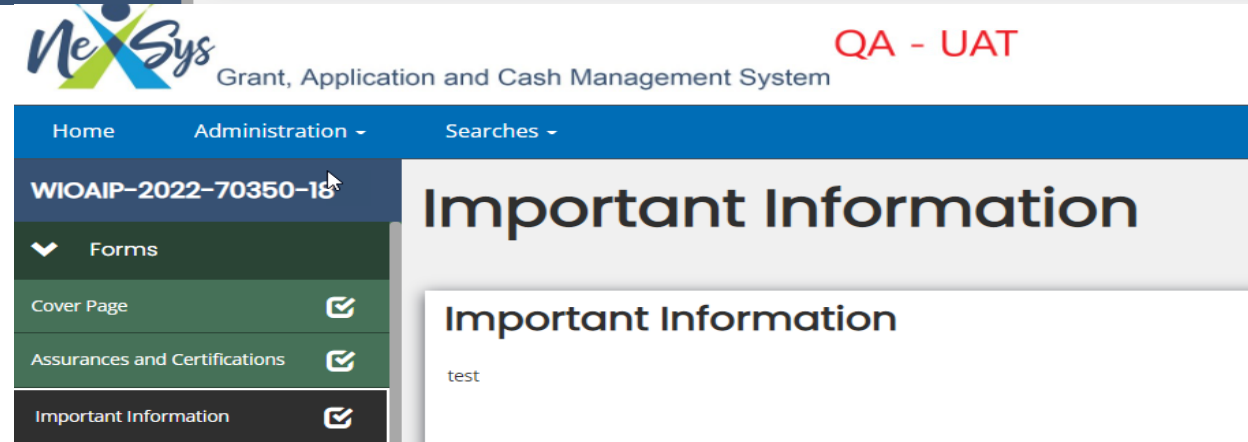 NexSys
QA - UAT
Grant, Application and Cash Management System
Home Administration Searches
WIOAIP-2022-70350-18
Important Information
Forms
Cover Page
Important Information
Assurances and Certifications
test
Important Information